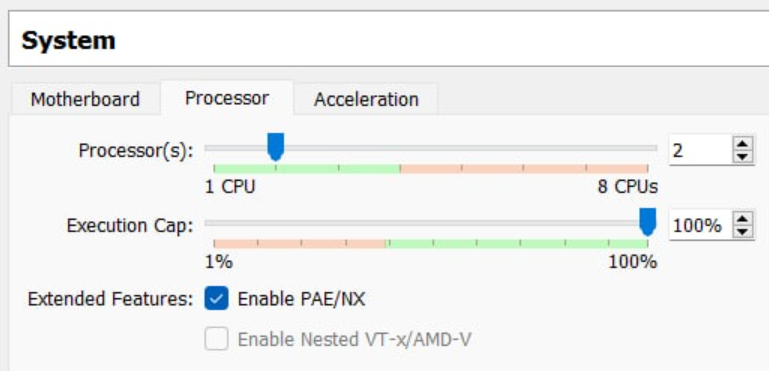 System
Motherboard Processor Acceleration
Processor(s): 2
1 CPU 8 CPUs
Execution Cap: 100%
1% 100%
Extended Features: Enable PAE/NX
Enable Nested VT-x/AMD-V